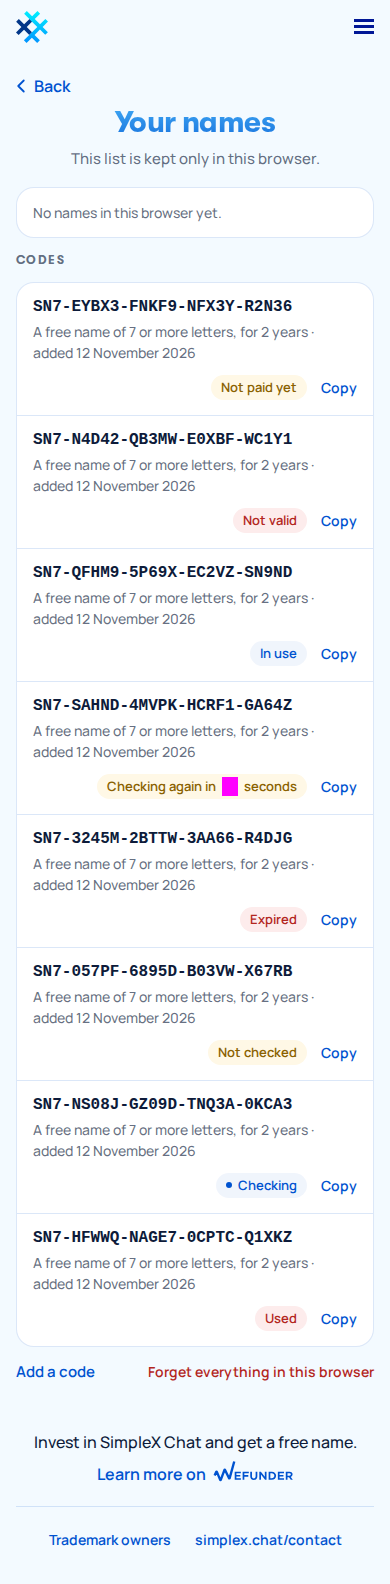 Back
Your names
This list is kept only in this browser.
No names in this browser yet.
CODES
SN7-EYBX3-FNKF9-NFX3Y-R2N36
A free name of 7 or more letters, for 2 years ·
added 12 November 2026
Not paid yet
Copy
SN7-N4D42-QB3MW-E0XBF-WC1Y1
A free name of 7 or more letters, for 2 years ·
added 12 November 2026
Not valid
Copy
SN7-QFHM9-5P69X-EC2VZ-SN9ND
A free name of 7 or more letters, for 2 years ·
added 12 November 2026
In use
Copy
SN7-SAHND-4MVPK-HCRF1-GA64Z
A free name of 7 or more letters, for 2 years ·
added 12 November 2026
Checking again in seconds
Copy
SN7-3245M-2BTTW-3AA66-R4DJG
A free name of 7 or more letters, for 2 years ·
added 12 November 2026
Expired
Copy
SN7-057PF-6895D-B03VW-X67RB
A free name of 7 or more letters, for 2 years ·
added 12 November 2026
Not checked
Copy
SN7-NS08J-GZ09D-TNQ3A-0KCA3
A free name of 7 or more letters, for 2 years ·
added 12 November 2026
Checking
Copy
SN7-HFWWQ-NAGE7-0CPTC-Q1XKZ
A free name of 7 or more letters, for 2 years ·
added 12 November 2026
Used
Copy
Add a code
Forget everything in this browser
Invest in SimpleX Chat and get a free name.
Learn more on WEFUNDER
Trademark owners
simplex.chat/contact